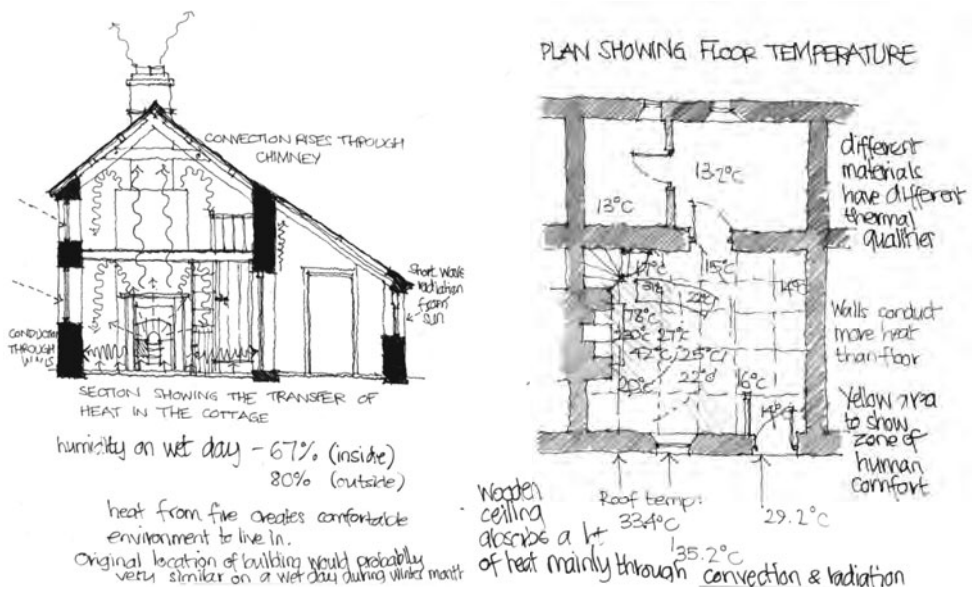 CONVECTION RISES THROUGH
CHIMNEY
Short wave
radiation
from
sun
THROUGH
SECTION SHOWING THE TRANSFER OF
HEAT IN THE COTTAGE
humidity on wet day - 67% (inside)
80% (outside)
heat from fire creates comfortable
environment to live in.
Original location of building would probably
very similar on a wet day during winter month
PLAN SHOWING FLOOR TEMPERATURE
13.2°C
13°C
15°C
14°C
22°C
78°C
27°C
42°C 25°C
20°C
22°C
16°C
different
materials
have different
thermal
qualities
Walls conduct
more heat
than floor
Yellow area
to show
zone of
human
comfort
Wooden
ceiling
absorbs a lot
of heat mainly through convection & radiation
Roof temp:
33.4°C
35.2°C
29.2°C